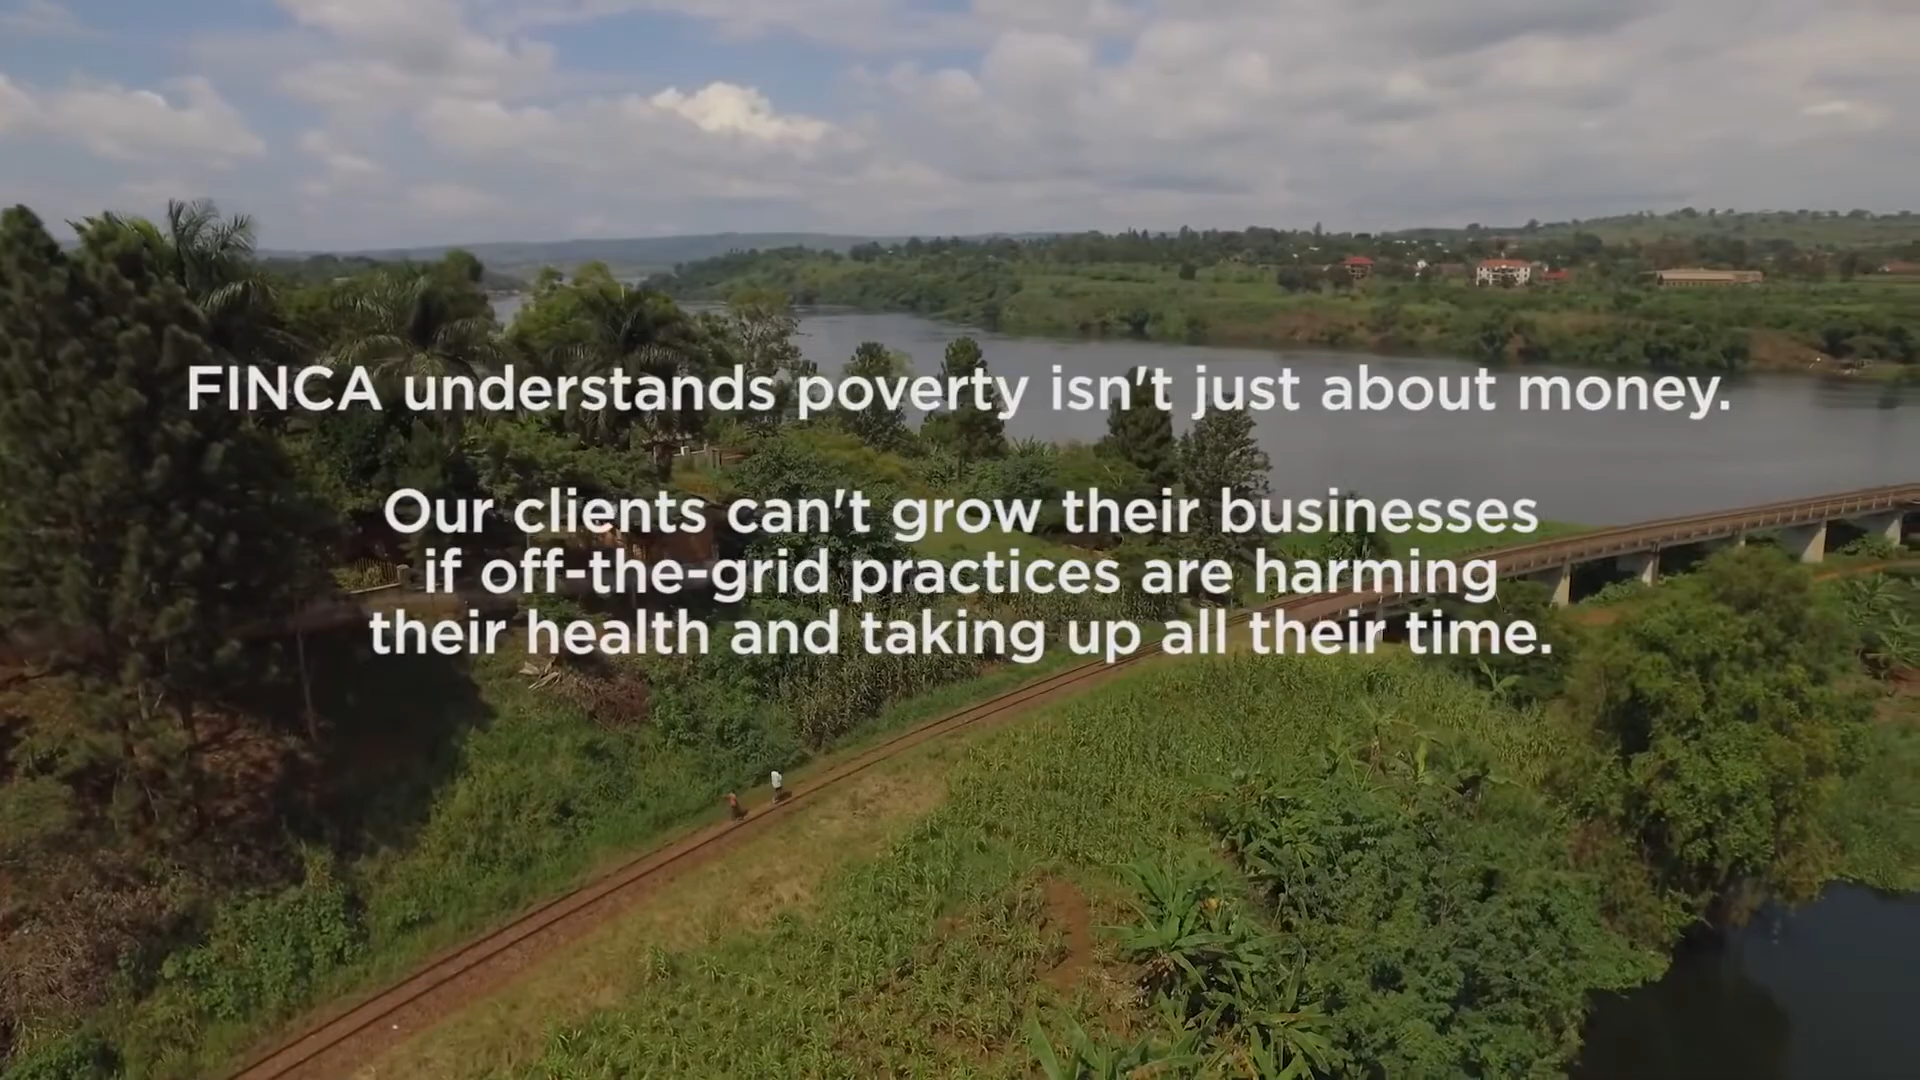 FINCA understands poverty isn't just about money.
Our clients can't grow their businesses
if off-the-grid practices are harming
their health and taking up all their time.